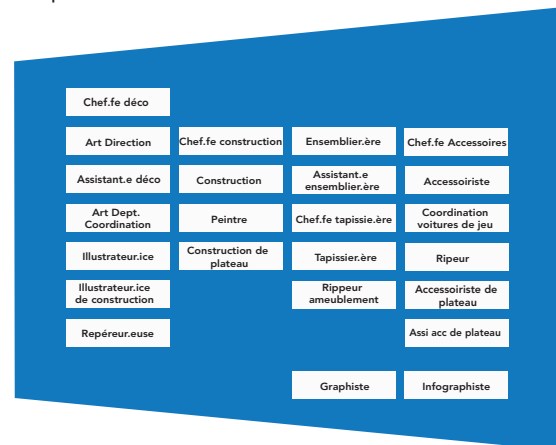 Chef.fe déco
Art Direction
Chef.fe construction
Ensemblier.ère
Chef.fe Accessoires
Assistant.e déco
Construction
Assistant.e
ensemblier.ère
Accessoiriste
Art Dept.
Coordination
Peintre
Chef.fe tapissie.ère
Coordination
voitures de jeu
Illustrateur.ice
Construction de
plateau
Tapissier.ère
Ripeur
Illustrateur.ice
de construction
Rippeur
ameublement
Accessoiriste de
plateau
Repéreur.euse
Assi acc de plateau
Graphiste
Infographiste